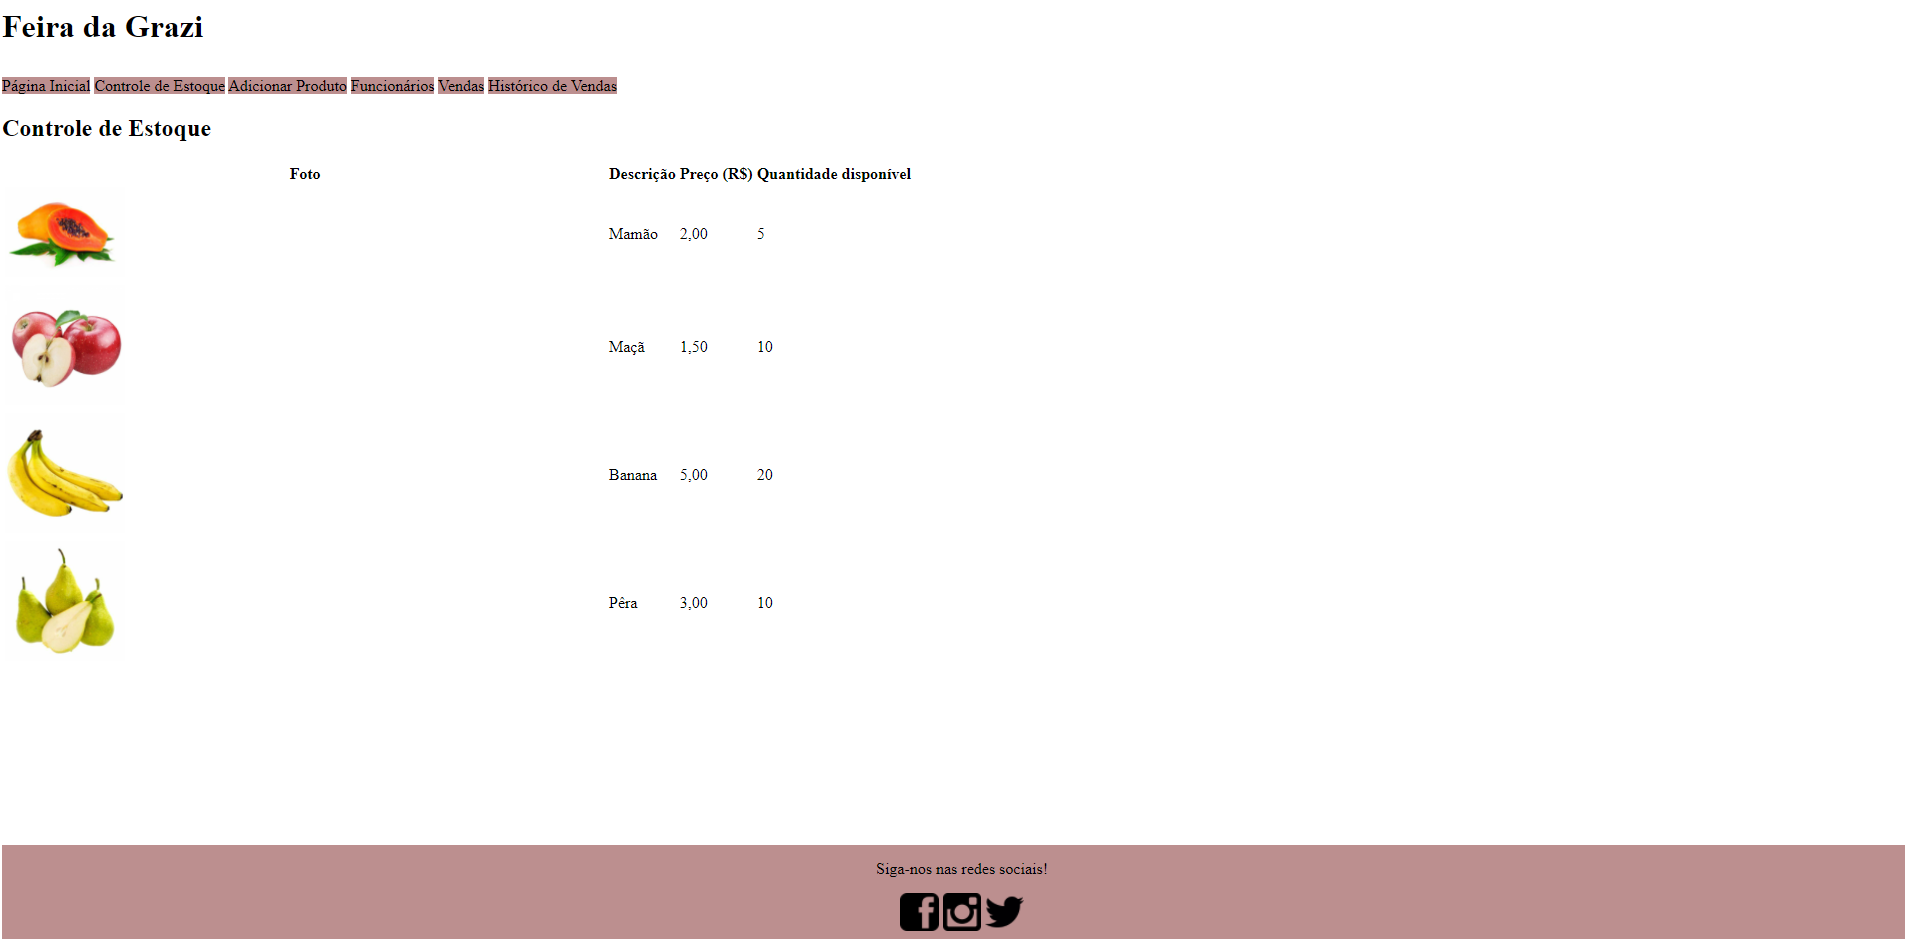 Feira da Grazi
Página Inicial Controle de Estoque Adicionar Produto Funcionários Vendas Histórico de Vendas
Controle de Estoque
Foto Descrição Preço (R$) Quantidade disponível
Mamão 2,00 5
Maçã 1,50 10
Banana 5,00 20
Pêra 3,00 10
Siga-nos nas redes sociais!